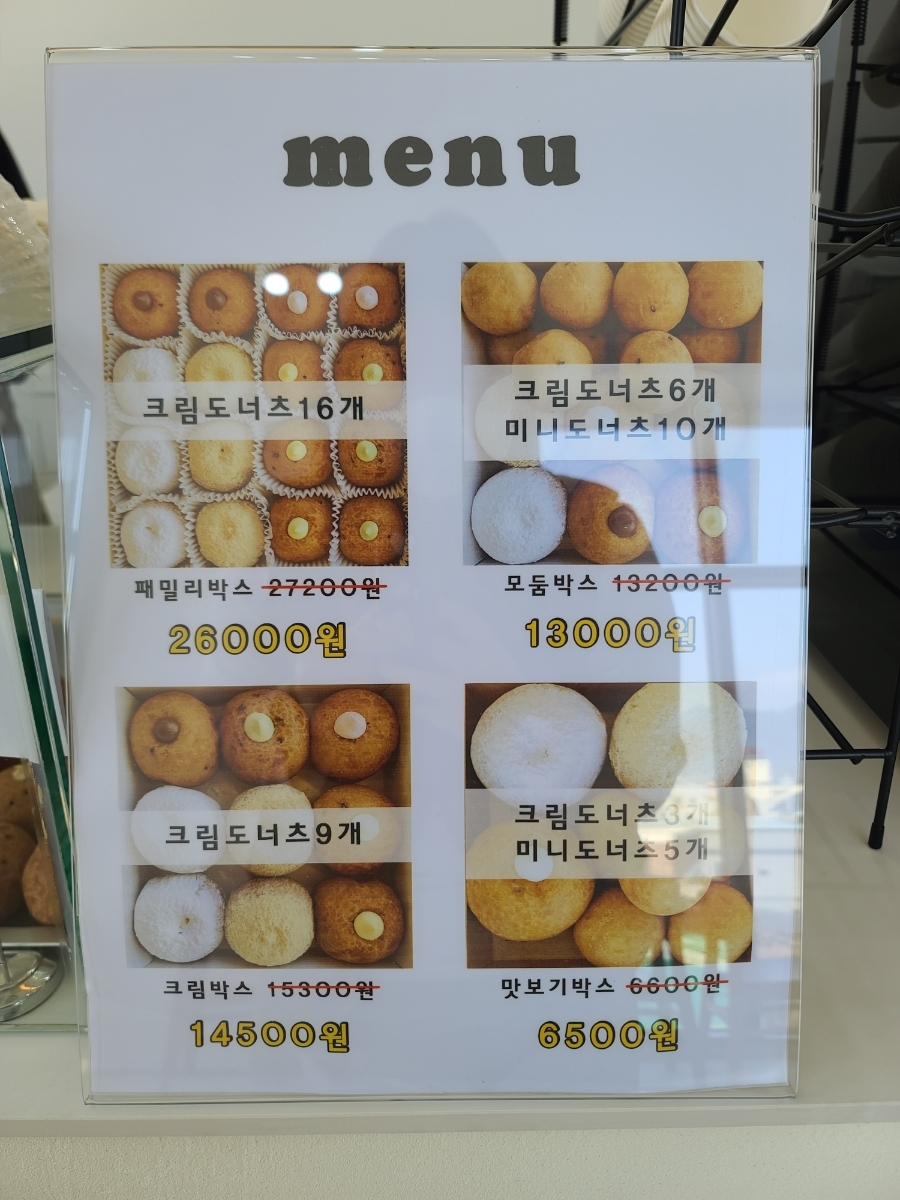 menu
크림도너츠16개
패밀리박스 27200원
26000원
크림도너츠6개
미니도너츠10개
모둠박스 13200원
13000원
크림도너츠9개
크림박스 15300원
14500원
크림도너츠3개
미니도너츠5개
맛보기박스 6600원
6500원